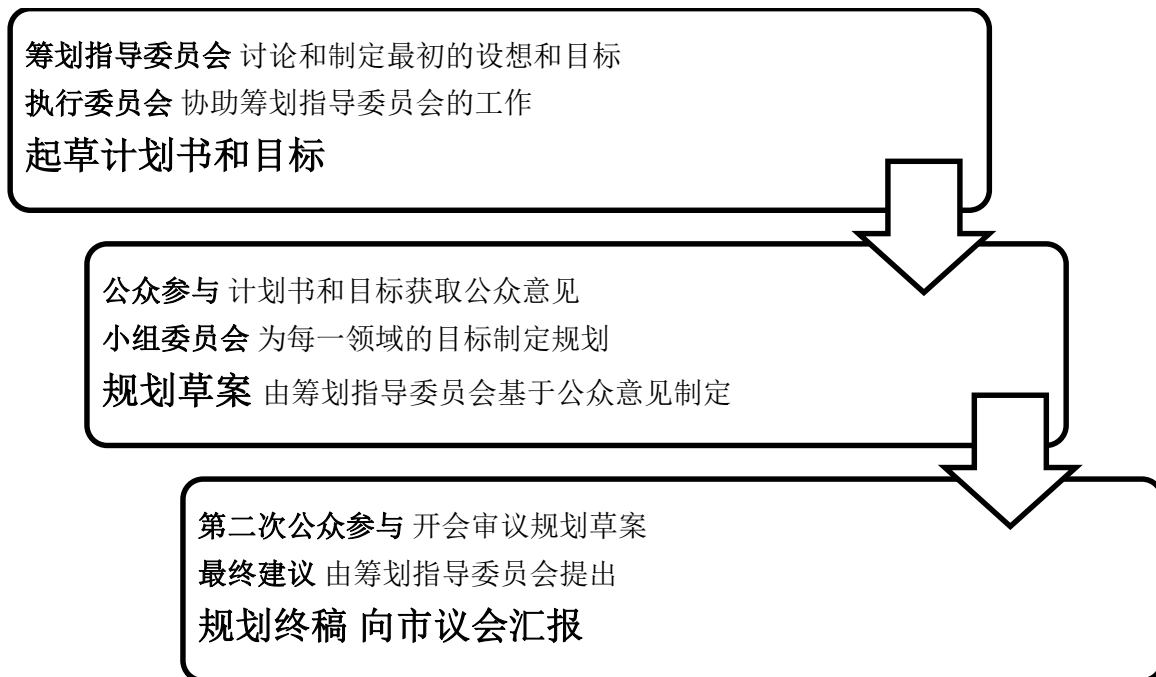 筹划指导委员会 讨论和制定最初的设想和目标
执行委员会 协助筹划指导委员会的工作
起草计划书和目标
公众参与 计划书和目标获取公众意见
小组委员会 为每一领域的目标制定规划
规划草案 由筹划指导委员会基于公众意见制定
第二次公众参与 开会审议规划草案
最终建议 由筹划指导委员会提出
规划终稿 向市议会汇报